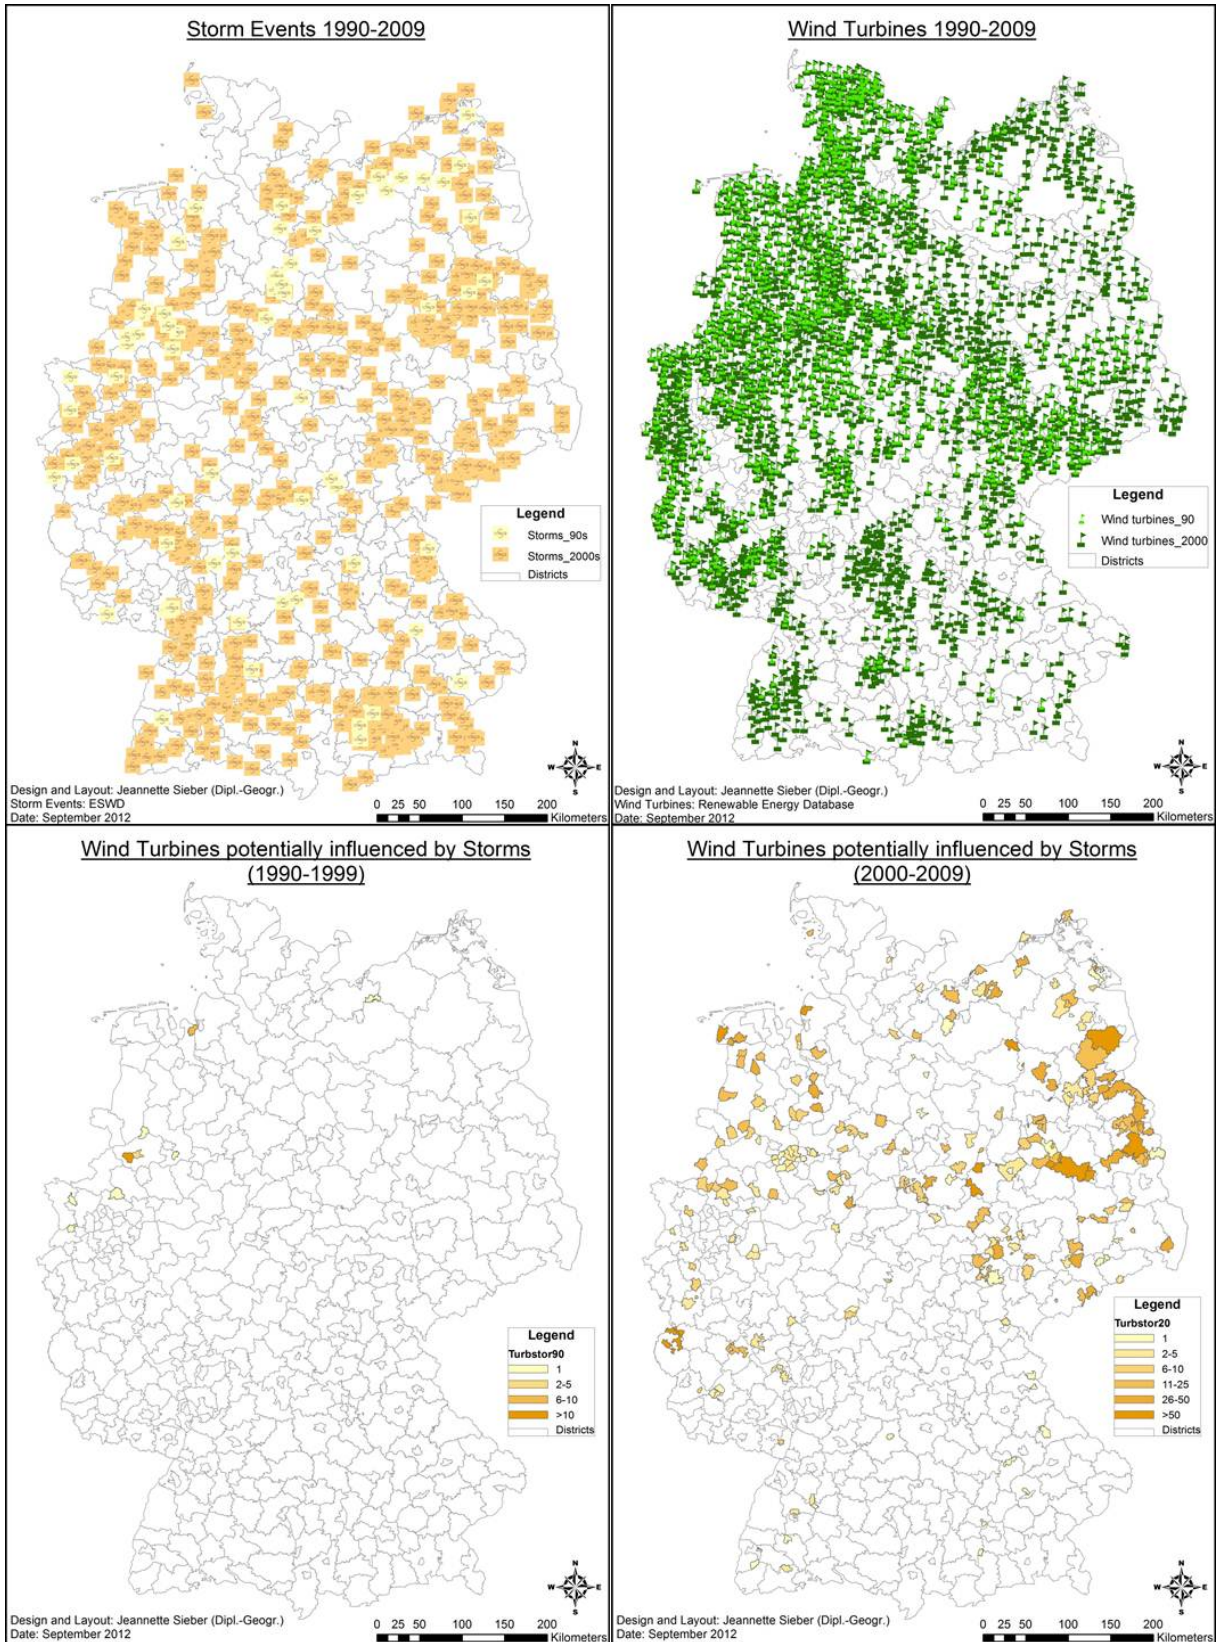 Storm Events 1990-2009
Legend
Storms_90s
Storms_2000s
Districts
N
W
E
S
Design and Layout: Jeannette Sieber (Dipl.-Geogr.)
Storm Events: ESWD
Date: September 2012
0 25 50 100 150 200
Kilometers
Wind Turbines 1990-2009
Legend
Wind turbines_90
Wind turbines_2000
Districts
N
W
E
S
Design and Layout: Jeannette Sieber (Dipl.-Geogr.)
Wind Turbines: Renewable Energy Database
Date: September 2012
0 25 50 100 150 200
Kilometers
Wind Turbines potentially influenced by Storms
(1990-1999)
Legend
Turbstor90
1
2-5
6-10
>10
Districts
N
W
E
S
Design and Layout: Jeannette Sieber (Dipl.-Geogr.)
Date: September 2012
0 25 50 100 150 200
Kilometers
Wind Turbines potentially influenced by Storms
(2000-2009)
Legend
Turbstor20
1
2-5
6-10
11-25
26-50
>50
Districts
N
W
E
S
Design and Layout: Jeannette Sieber (Dipl.-Geogr.)
Date: September 2012
0 25 50 100 150 200
Kilometers